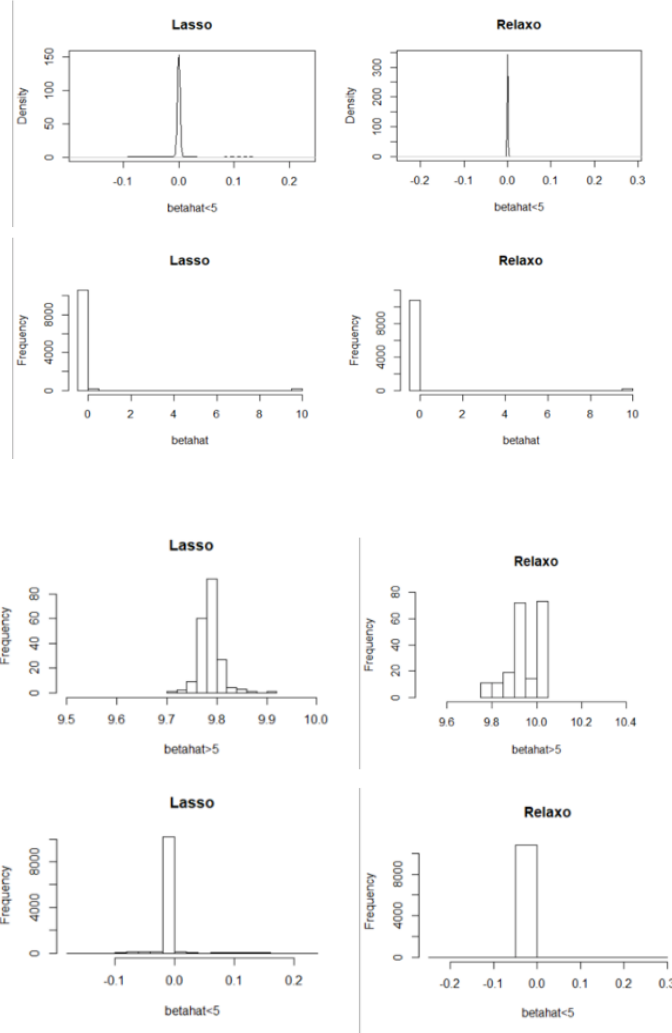 Lasso
Density
0 50 100 150
-0.1 0.0 0.1 0.2
betahat<5
Relaxo
Density
0 100 200 300
-0.2 -0.1 0.0 0.1 0.2 0.3
betahat<5
Lasso
Frequency
0 4000 8000
0 2 4 6 8 10
betahat
Relaxo
Frequency
0 4000 8000
0 2 4 6 8 10
betahat
Lasso
Frequency
0 20 40 60 80
9.5 9.6 9.7 9.8 9.9 10.0
betahat>5
Relaxo
Frequency
0 20 40 60 80
9.6 9.8 10.0 10.2 10.4
betahat>5
Lasso
Frequency
0 4000 8000
-0.1 0.0 0.1 0.2
betahat<5
Relaxo
Frequency
0 4000 8000
-0.2 -0.1 0.0 0.1 0.2 0.3
betahat<5